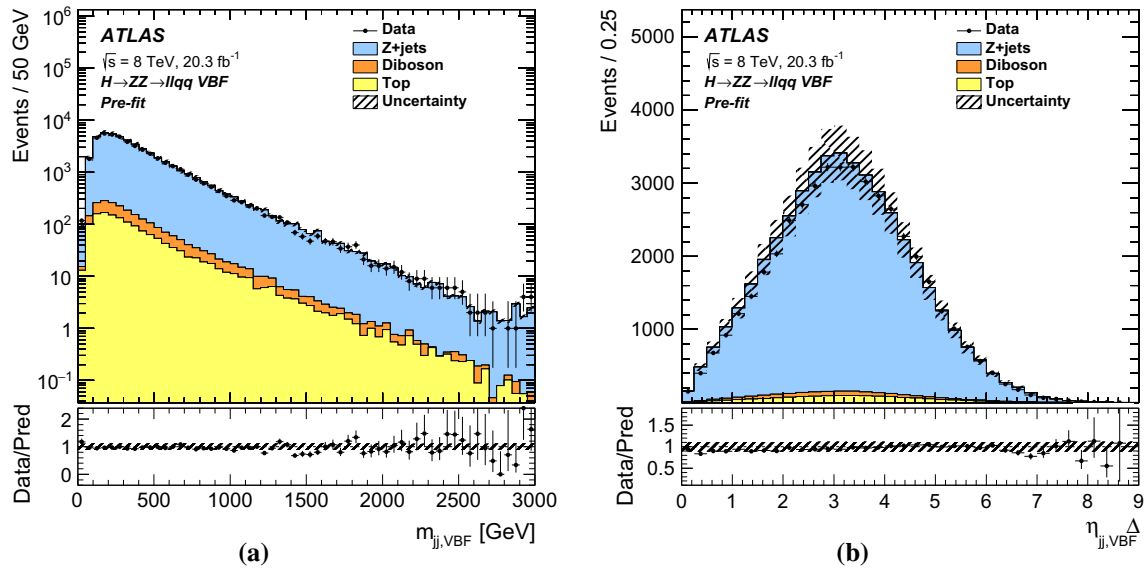 Events / 50 GeV
10⁶
10⁵
10⁴
10³
10²
10
1
10⁻¹
ATLAS
√s = 8 TeV, 20.3 fb⁻¹
H→ZZ→llqq VBF
Pre-fit
Data
Z+jets
Diboson
Top
Uncertainty
Data/Pred
2
1
0
0 500 1000 1500 2000 2500 3000
m_jj,VBF [GeV]
(a)
Events / 0.25
5000
4000
3000
2000
1000
ATLAS
√s = 8 TeV, 20.3 fb⁻¹
H→ZZ→llqq VBF
Pre-fit
Data
Z+jets
Diboson
Top
Uncertainty
Data/Pred
1.5
1
0.5
0 1 2 3 4 5 6 7 8 9
η_jj,VBF Δ
(b)